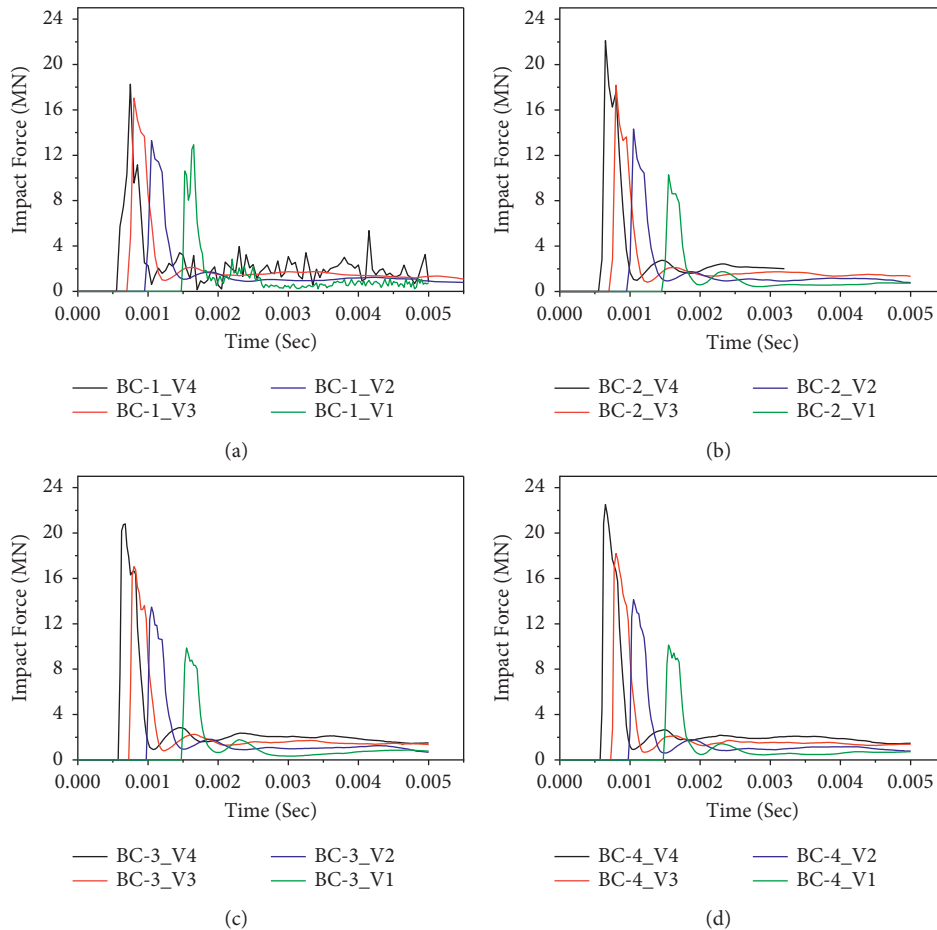 24
20
16
12
8
4
0
Impact Force (MN)
0.000 0.001 0.002 0.003 0.004 0.005
Time (Sec)
BC-1_V4 BC-1_V2
BC-1_V3 BC-1_V1
(a)
24
20
16
12
8
4
0
Impact Force (MN)
0.000 0.001 0.002 0.003 0.004 0.005
Time (Sec)
BC-2_V4 BC-2_V2
BC-2_V3 BC-2_V1
(b)
24
20
16
12
8
4
0
Impact Force (MN)
0.000 0.001 0.002 0.003 0.004 0.005
Time (Sec)
BC-3_V4 BC-3_V2
BC-3_V3 BC-3_V1
(c)
24
20
16
12
8
4
0
Impact Force (MN)
0.000 0.001 0.002 0.003 0.004 0.005
Time (Sec)
BC-4_V4 BC-4_V2
BC-4_V3 BC-4_V1
(d)